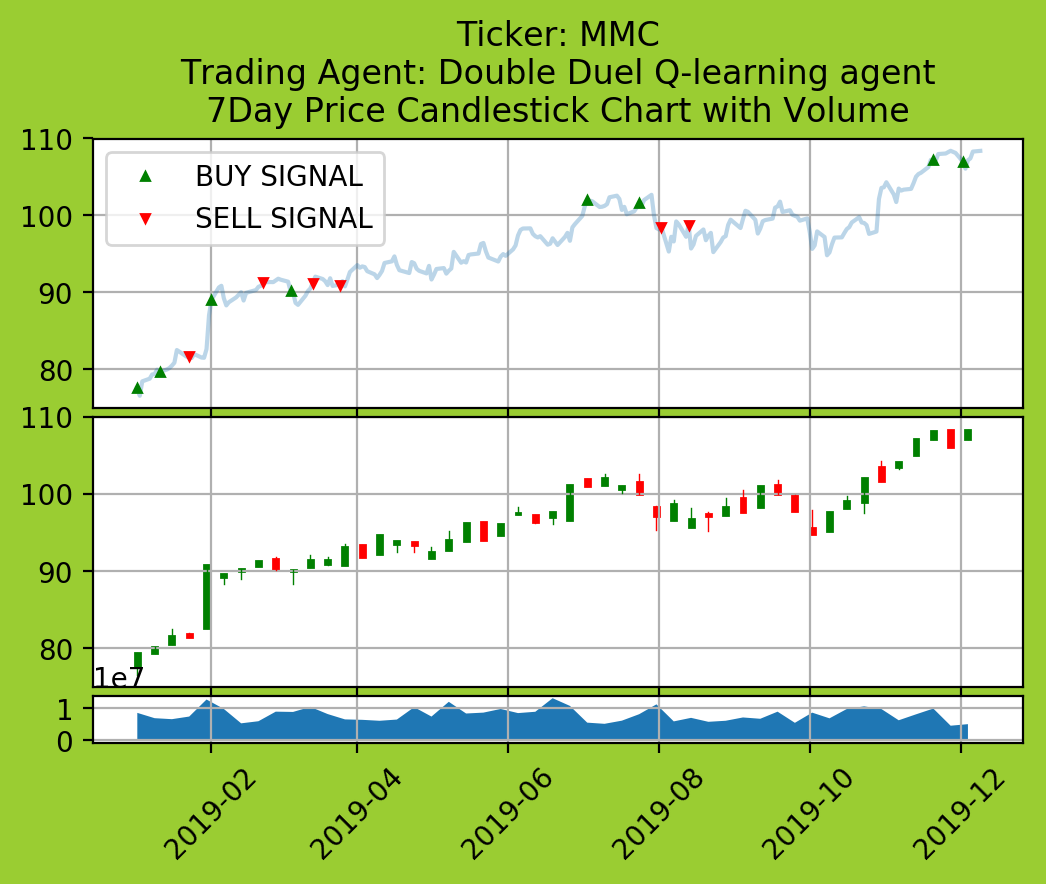 Ticker: MMC
Trading Agent: Double Duel Q-learning agent
7Day Price Candlestick Chart with Volume
110
100
90
80
BUY SIGNAL
SELL SIGNAL
110
100
90
80
1e7
1
0
2019-02
2019-04
2019-06
2019-08
2019-10
2019-12